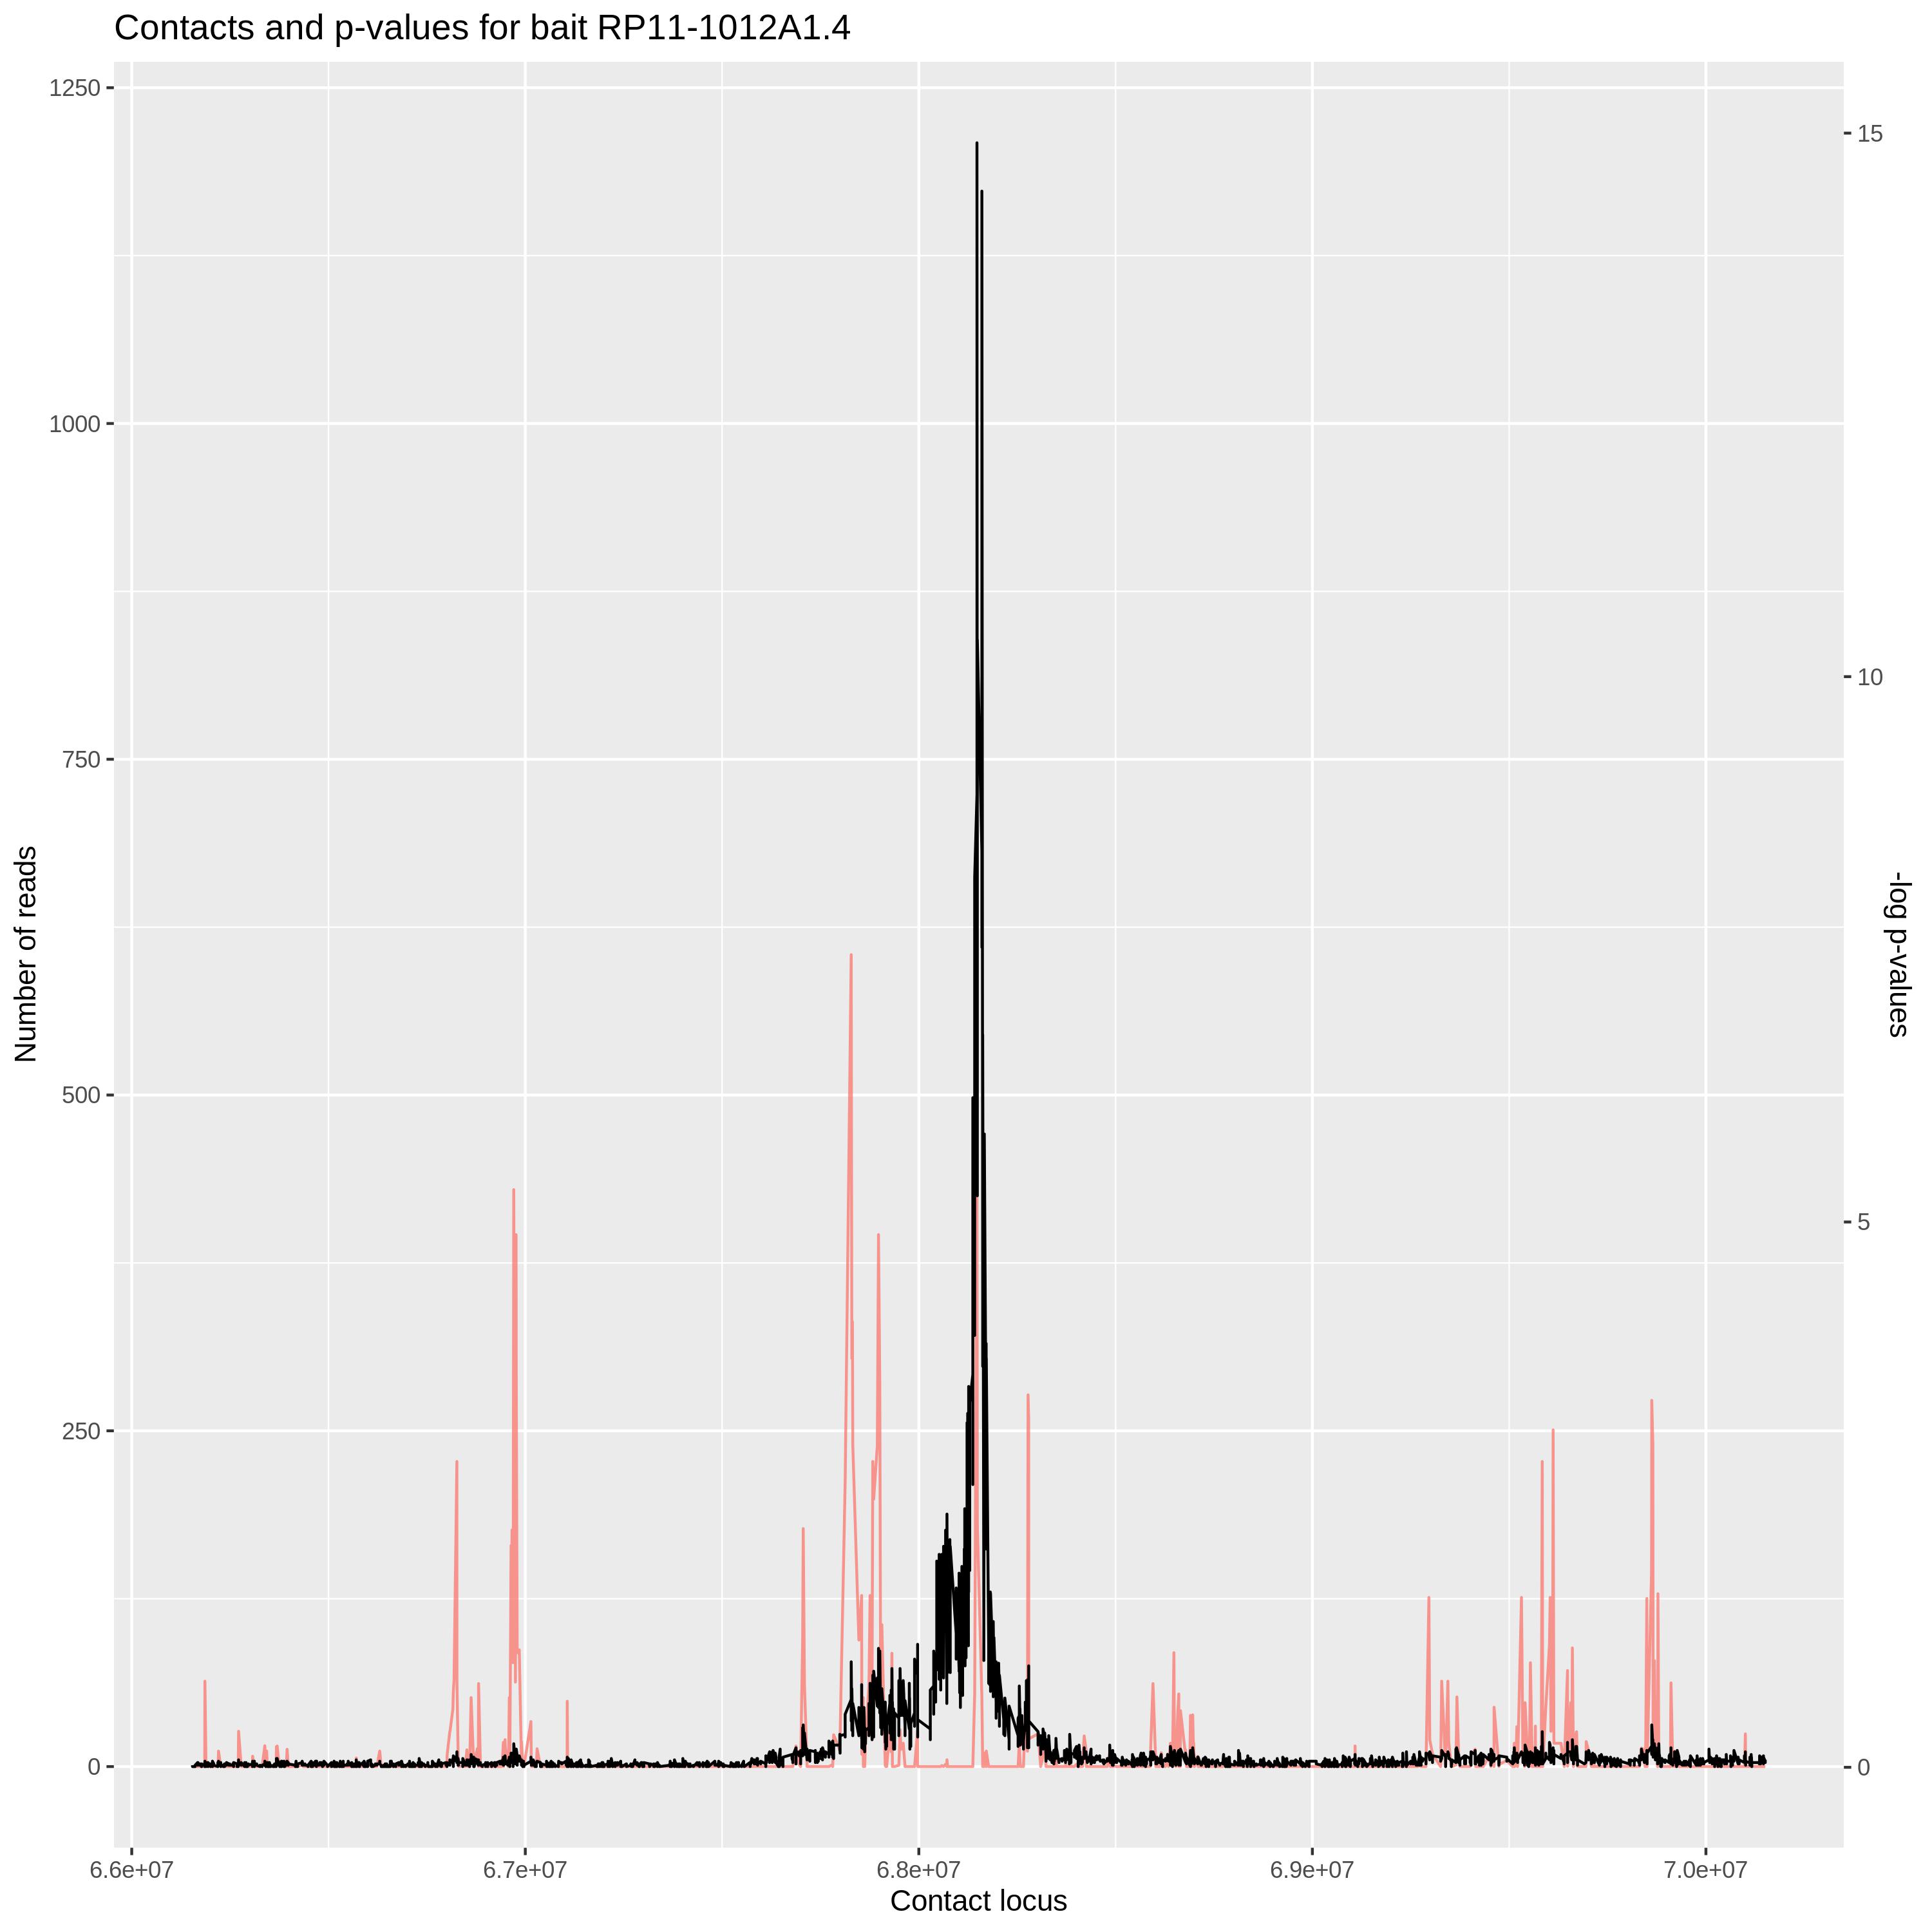 Contacts and p-values for bait RP11-1012A1.4
1250
1000
750
500
250
0
Number of reads
15
10
5
0
-log p-values
6.6e+07
6.7e+07
6.8e+07
6.9e+07
7.0e+07
Contact locus